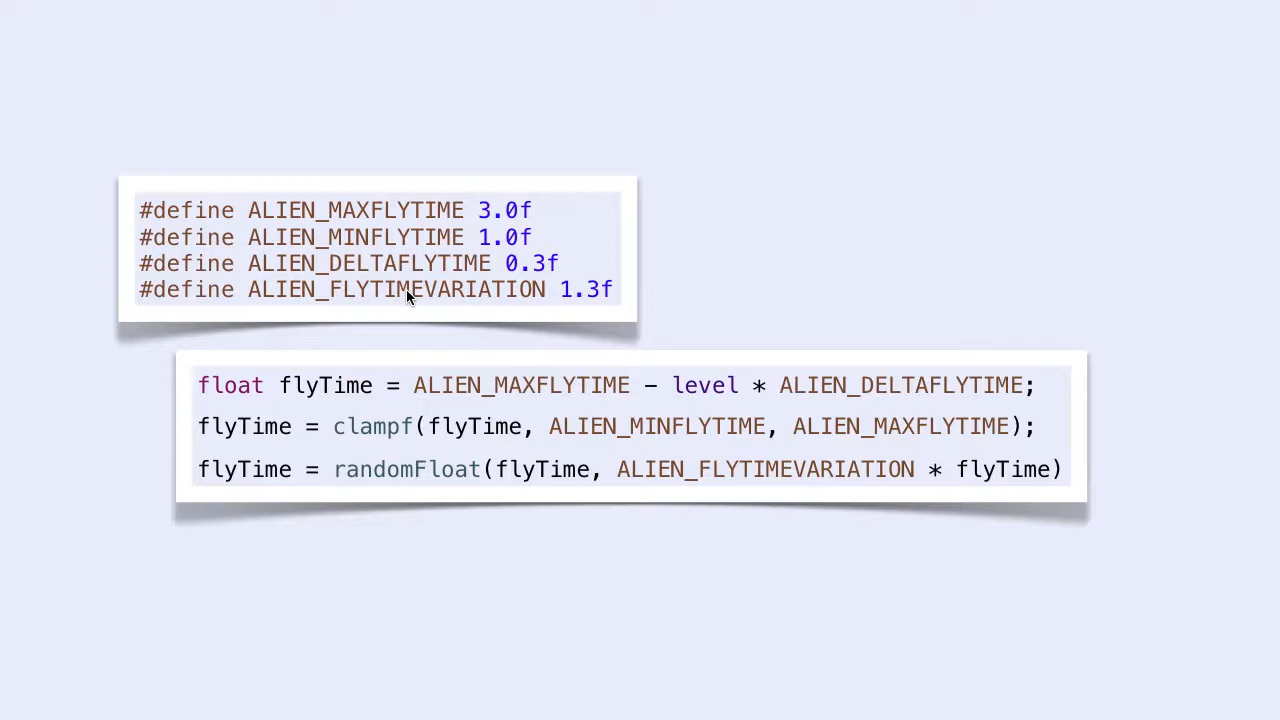 #define ALIEN_MAXFLYTIME 3.0f
#define ALIEN_MINFLYTIME 1.0f
#define ALIEN_DELTAFLYTIME 0.3f
#define ALIEN_FLYTIMEVARIATION 1.3f
float flyTime = ALIEN_MAXFLYTIME - level * ALIEN_DELTAFLYTIME;
flyTime = clampf(flyTime, ALIEN_MINFLYTIME, ALIEN_MAXFLYTIME);
flyTime = randomFloat(flyTime, ALIEN_FLYTIMEVARIATION * flyTime)